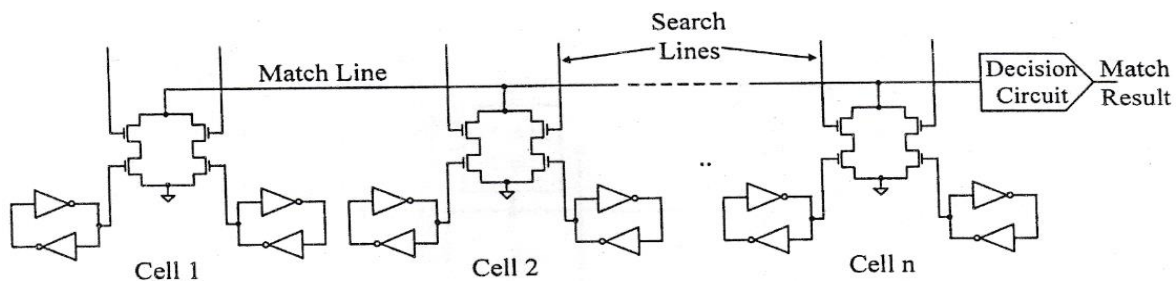 Search
Lines
Match Line
Decision
Circuit
Match
Result
..
Cell 1
Cell 2
Cell n